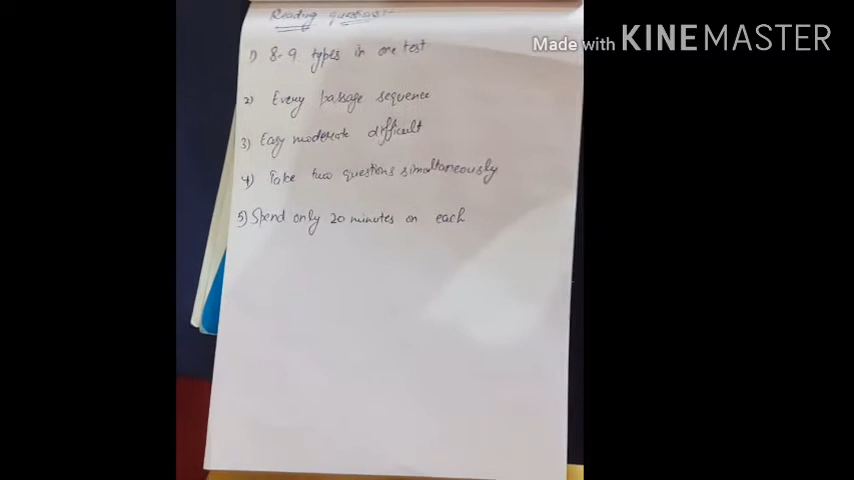 Reading questions:-
Made with KINEMASTER
1) 8-9 types in one test
2) Every passage sequence
3) Easy moderate difficult
4) Take two questions simoltaneously
5) Spend only 20 minutes on each